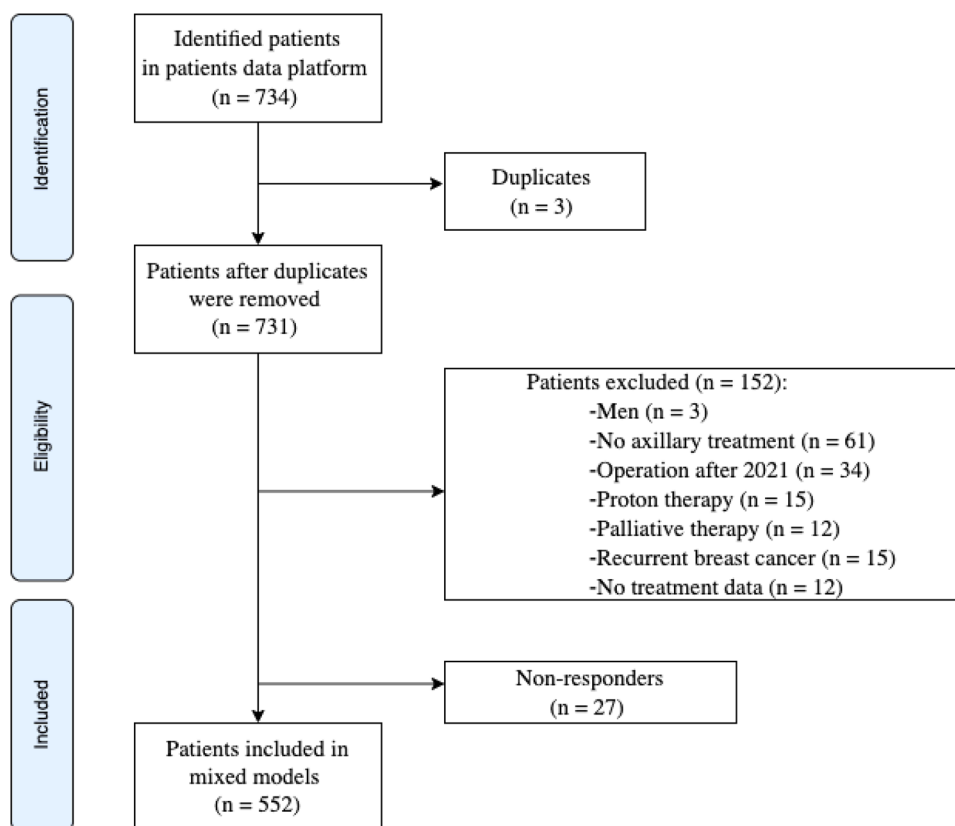 Identification
Identified patients
in patients data platform
(n = 734)
Duplicates
(n = 3)
Patients after duplicates
were removed
(n = 731)
Eligibility
Patients excluded (n = 152):
-Men (n = 3)
-No axillary treatment (n = 61)
-Operation after 2021 (n = 34)
-Proton therapy (n = 15)
-Palliative therapy (n = 12)
-Recurrent breast cancer (n = 15)
-No treatment data (n = 12)
Included
Non-responders
(n = 27)
Patients included in
mixed models
(n = 552)